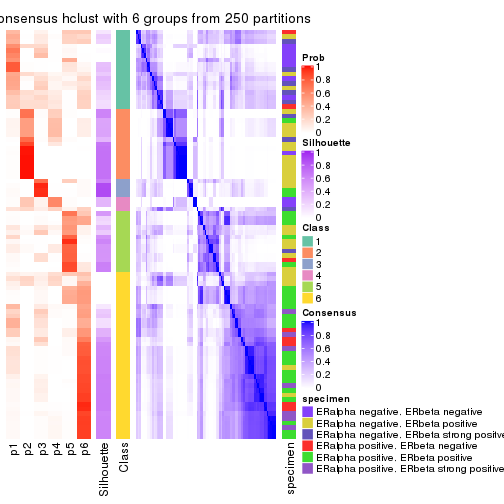 onsensus hclust with 6 groups from 250 partitions
Prob
1
0.8
0.6
0.4
0.2
0
Silhouette
1
0.8
0.6
0.4
0.2
0
Class
1
2
3
4
5
6
Consensus
1
0.8
0.6
0.4
0.2
0
specimen
ERalpha negative. ERbeta negative
ERalpha negative. ERbeta positive
ERalpha negative. ERbeta strong positive
ERalpha positive. ERbeta negative
ERalpha positive. ERbeta positive
ERalpha positive. ERbeta strong positive
p1
p2
p3
p4
p5
p6
Silhouette
Class
specimen